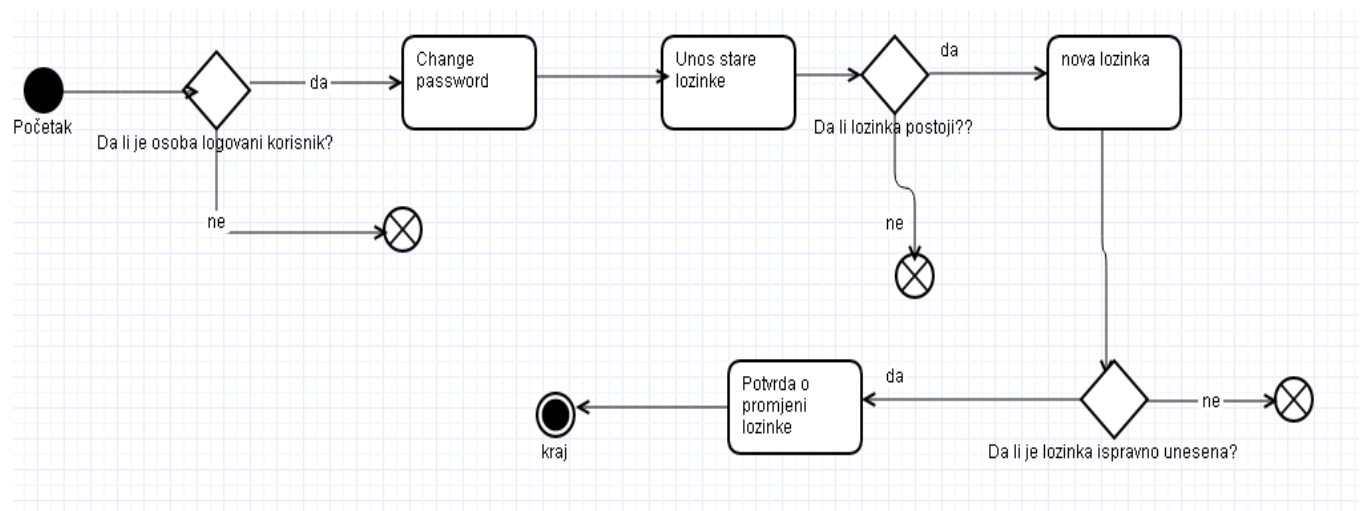 Početak
Da li je osoba logovani korisnik?
da
ne
Change
password
Unos stare
lozinke
Da li lozinka postoji??
da
ne
nova lozinka
Da li je lozinka ispravno unesena?
ne
da
Potvrda o
promjeni
lozinke
kraj